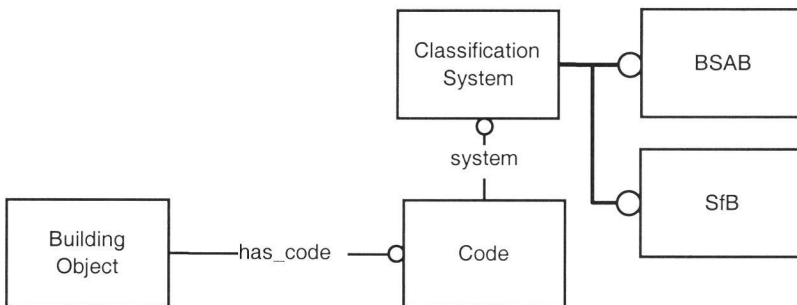 Classification
System
BSAB
system
SfB
Building
Object
has_code
Code